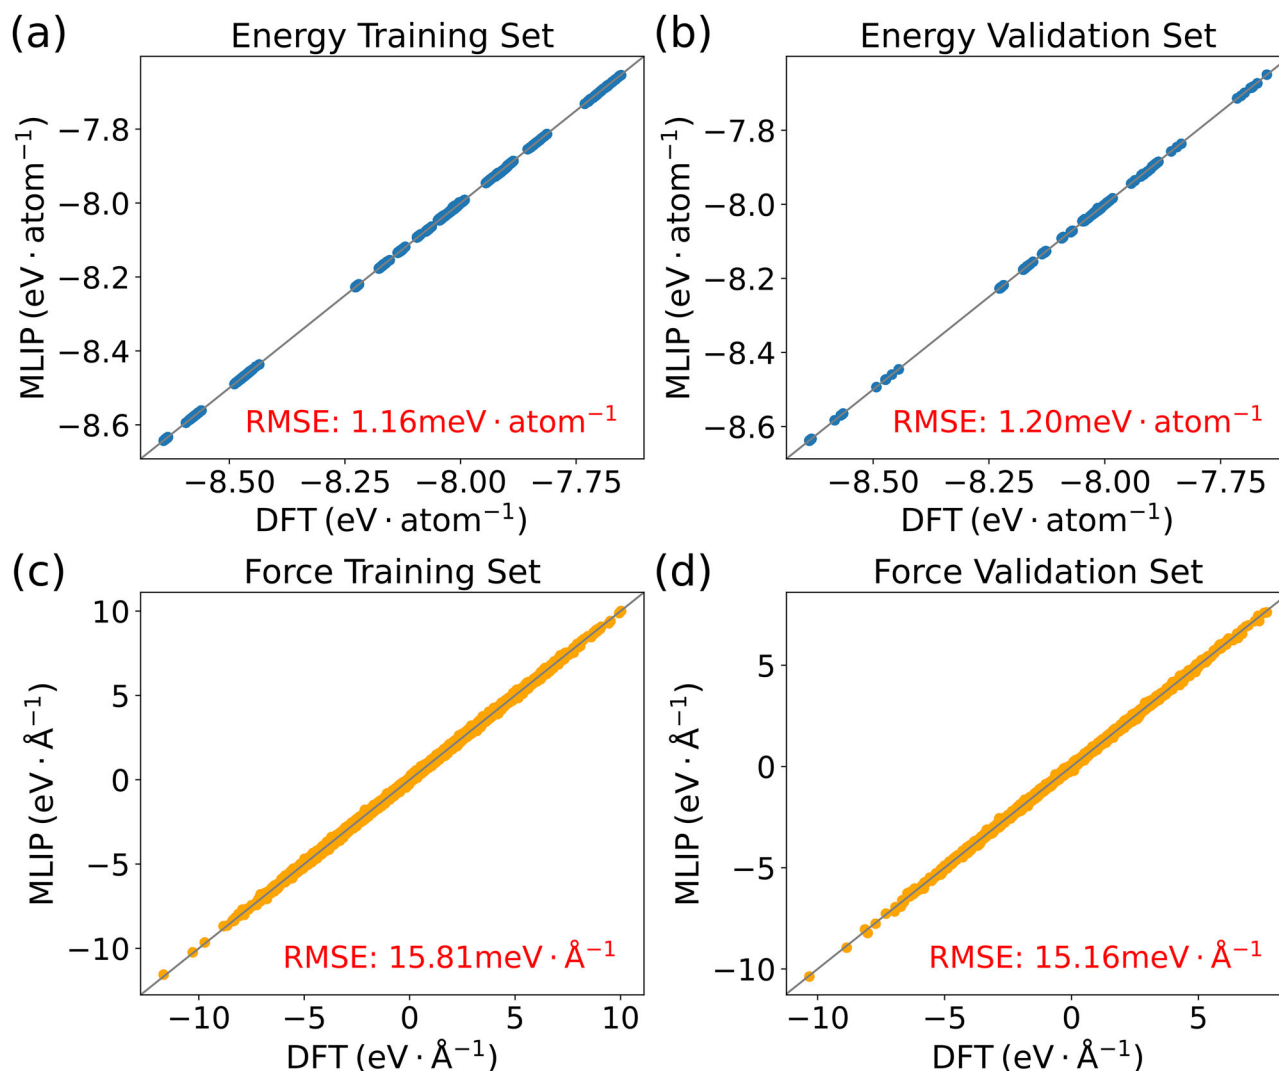 (a) Energy Training Set
MLIP (eV · atom⁻¹)
−7.8
−8.0
−8.2
−8.4
−8.6
RMSE: 1.16meV · atom⁻¹
−8.50 −8.25 −8.00 −7.75
DFT (eV · atom⁻¹)
(b) Energy Validation Set
MLIP (eV · atom⁻¹)
−7.8
−8.0
−8.2
−8.4
−8.6
RMSE: 1.20meV · atom⁻¹
−8.50 −8.25 −8.00 −7.75
DFT (eV · atom⁻¹)
(c) Force Training Set
MLIP (eV · Å⁻¹)
10
5
0
−5
−10
RMSE: 15.81meV · Å⁻¹
−10 −5 0 5 10
DFT (eV · Å⁻¹)
(d) Force Validation Set
MLIP (eV · Å⁻¹)
5
0
−5
−10
RMSE: 15.16meV · Å⁻¹
−10 −5 0 5
DFT (eV · Å⁻¹)